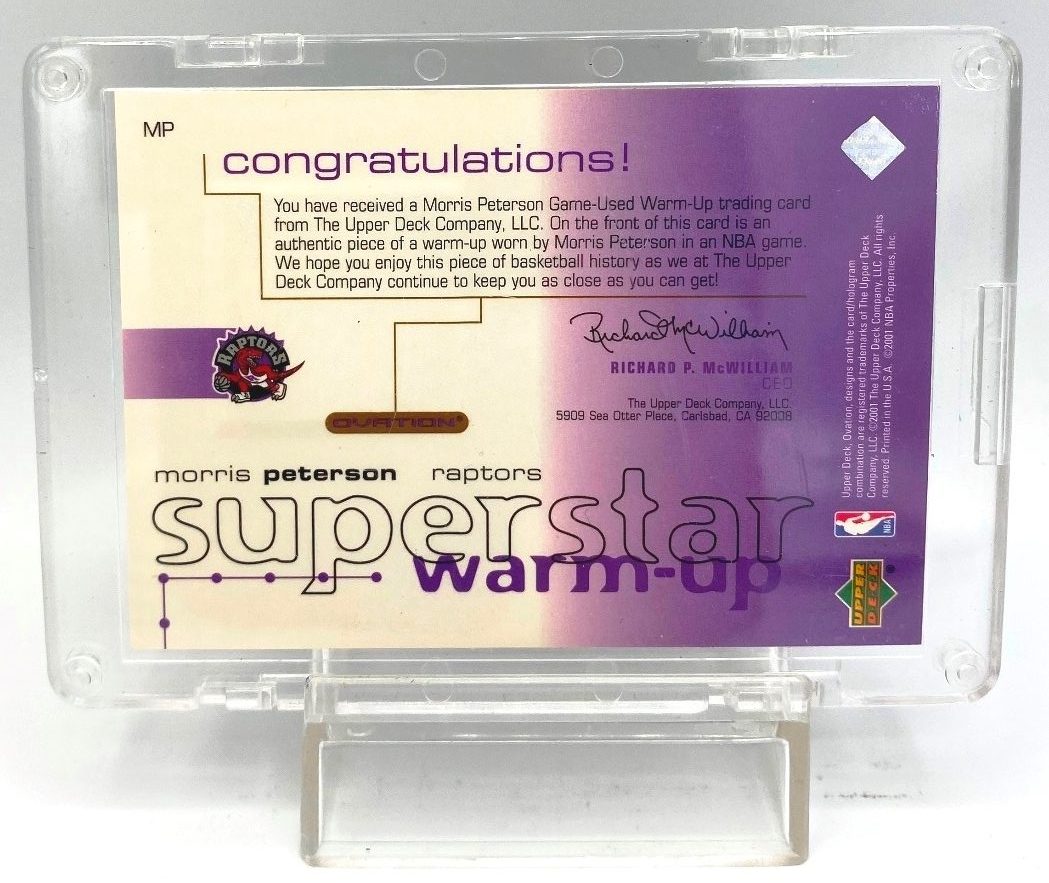 MP
congratulations!
You have received a Morris Peterson Game-Used Warm-Up trading card
from The Upper Deck Company, LLC. On the front of this card is an
authentic piece of a warm-up worn by Morris Peterson in an NBA game.
We hope you enjoy this piece of basketball history as we at The Upper
Deck Company continue to keep you as close as you can get!
Richard P McWilliam
RICHARD P. McWILLIAM
CEO
The Upper Deck Company, LLC.
5909 Sea Otter Place, Carlsbad, CA 92008
RAPTORS
OVATION®
morris peterson raptors
superstar
warm-up
Upper Deck, Ovation, designs and the card/hologram
combination are registered trademarks of The Upper Deck
Company, LLC. ©2001 The Upper Deck Company, LLC. All rights
reserved. Printed in the U.S.A. ©2001 NBA Properties, Inc.
NBA
UPPER
DECK®